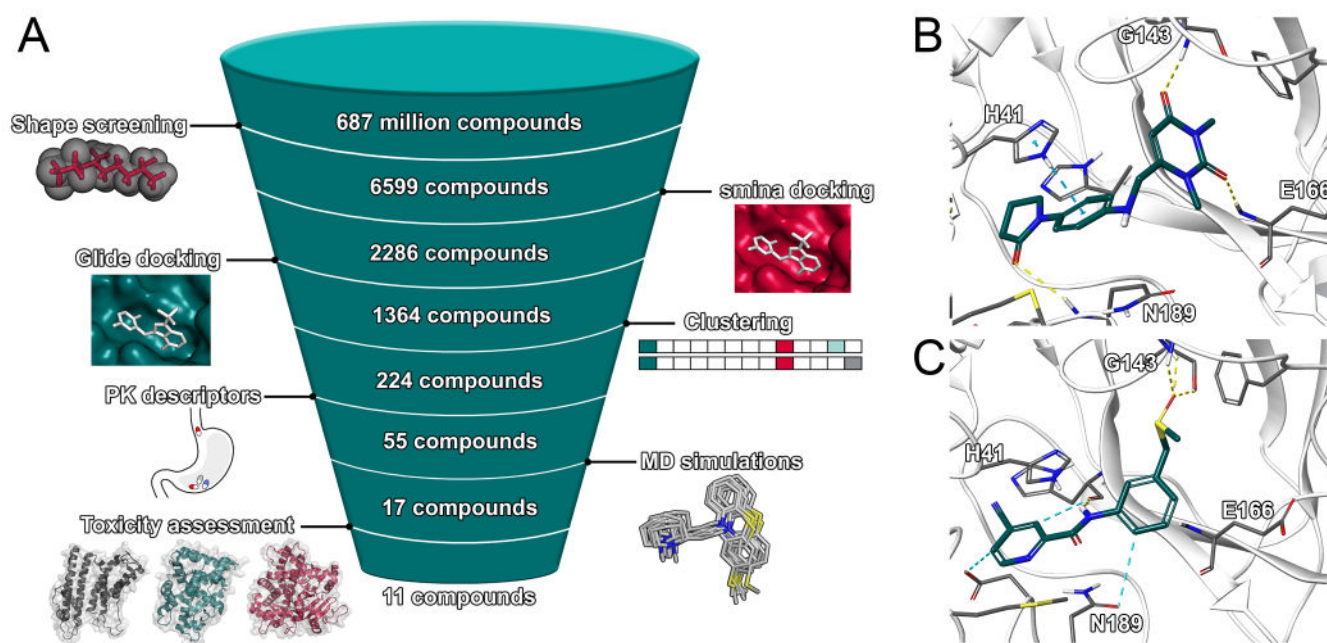 A
Shape screening
687 million compounds
6599 compounds
smina docking
2286 compounds
Glide docking
1364 compounds
Clustering
224 compounds
PK descriptors
55 compounds
MD simulations
17 compounds
Toxicity assessment
11 compounds
B
G143
H41
E166
N189
C
G143
H41
E166
N189